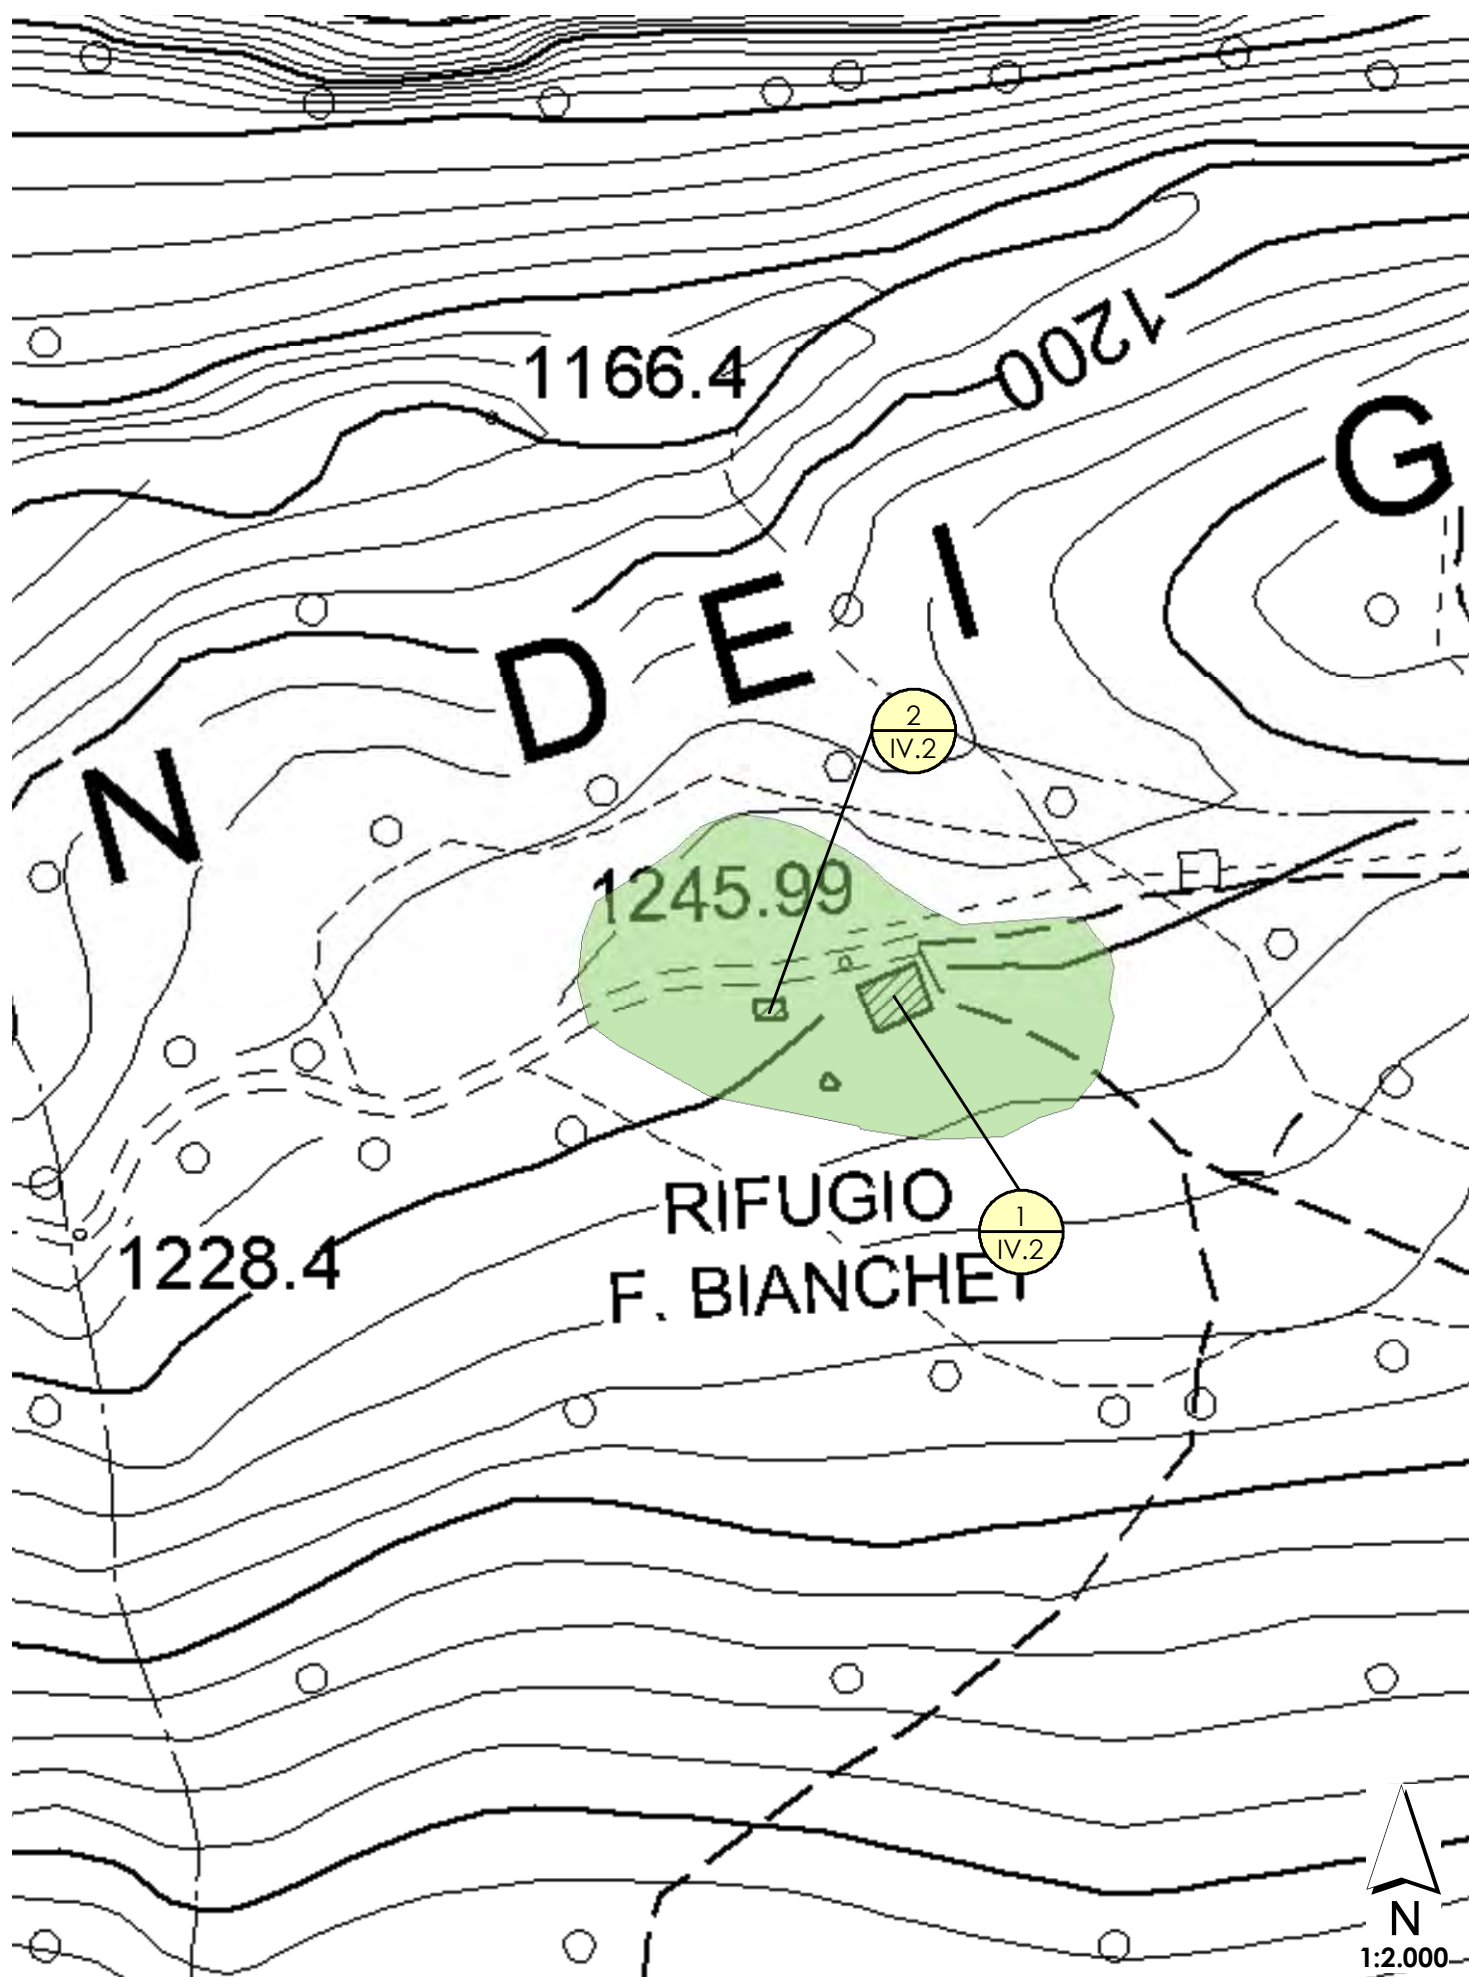 1166.4
1200
G
N D E I
2
IV.2
1245.99
RIFUGIO
F. BIANCHET
1
IV.2
1228.4
N
1:2.000